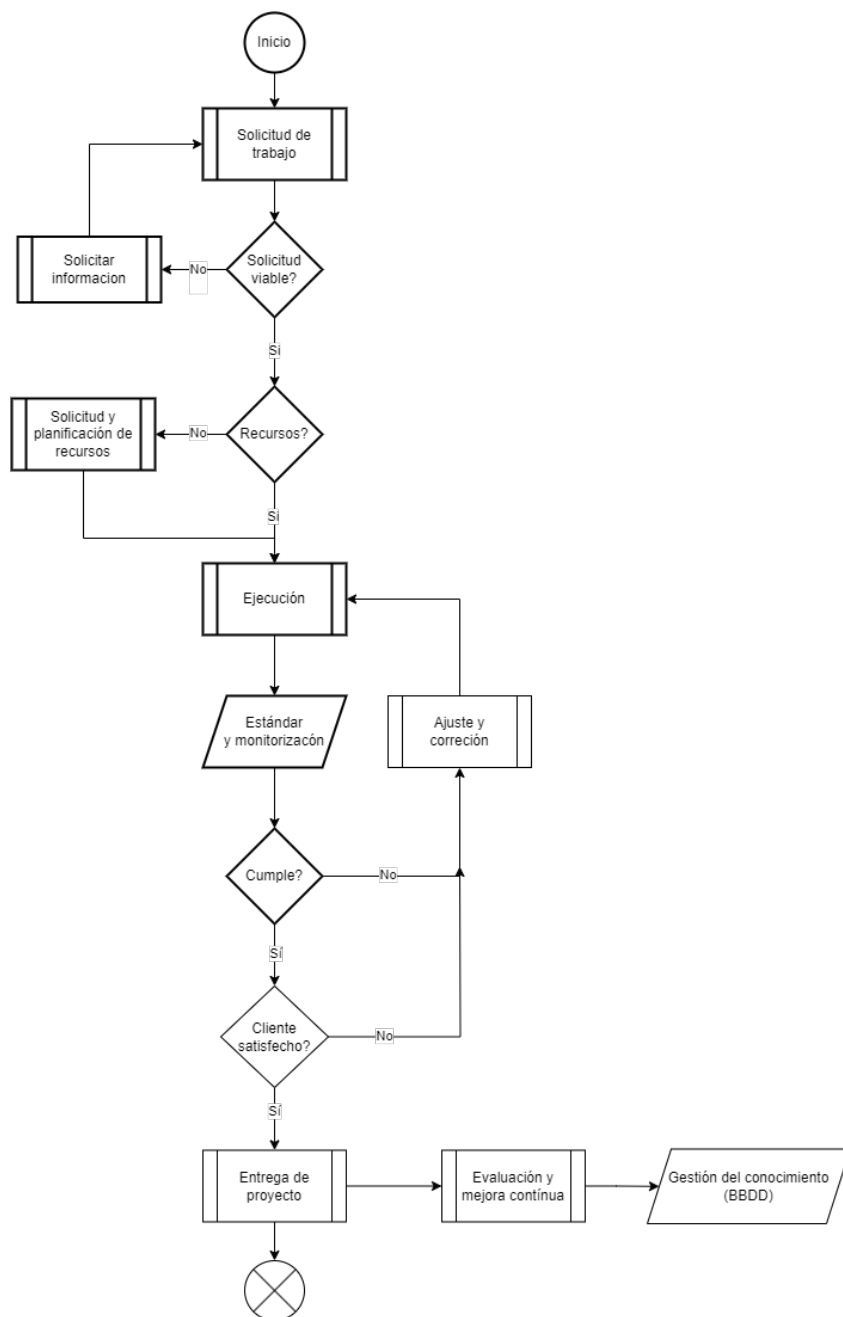 Inicio
Solicitud de
trabajo
Solicitar
informacion
No
Solicitud
viable?
Si
Solicitud y
planificación de
recursos
No
Recursos?
Si
Ejecución
Estándar
y monitorizacón
Ajuste y
correción
Cumple?
No
Sí
Cliente
satisfecho?
No
Sí
Entrega de
proyecto
Evaluación y
mejora contínua
Gestión del conocimiento
(BBDD)